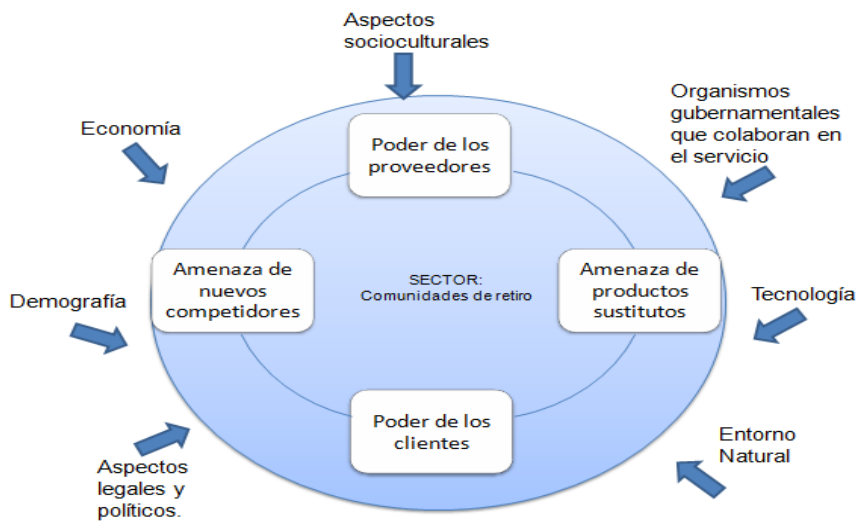 Aspectos
socioculturales
Organismos
gubernamentales
que colaboran en
el servicio
Economía
Poder de los
proveedores
Amenaza de
nuevos
competidores
SECTOR:
Comunidades de retiro
Amenaza de
productos
sustitutos
Demografía
Tecnología
Poder de los
clientes
Entorno
Natural
Aspectos
legales y
políticos.